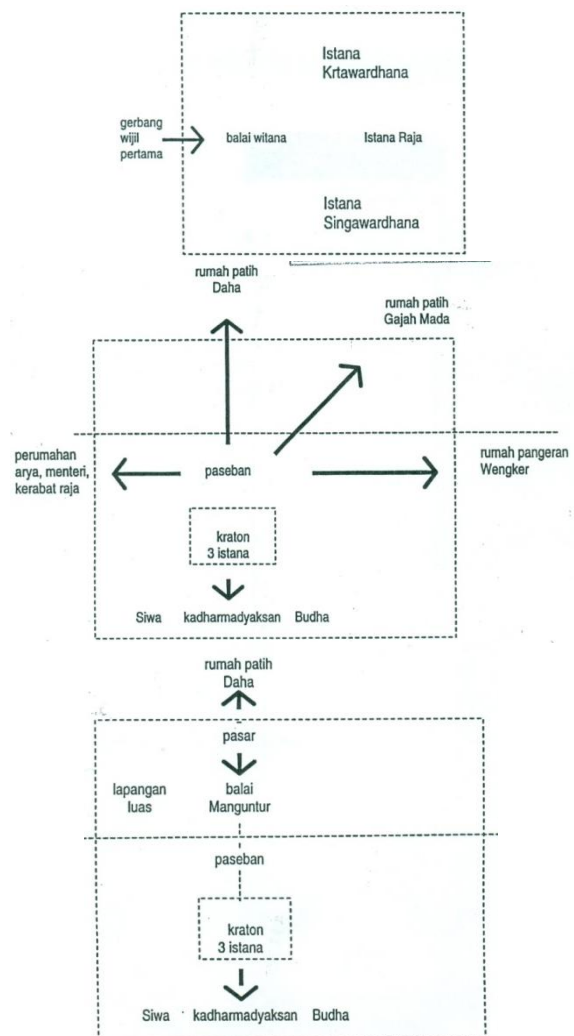 Istana
Krtawardhana
gerbang
wijil
pertama
balai witana
Istana Raja
Istana
Singawardhana
rumah patih
Daha
rumah patih
Gajah Mada
perumahan
arya, menteri,
kerabat raja
paseban
rumah pangeran
Wengker
kraton
3 istana
Siwa kadharmadyaksan Budha
rumah patih
Daha
pasar
lapangan
luas
balai
Manguntur
paseban
kraton
3 istana
Siwa kadharmadyaksan Budha